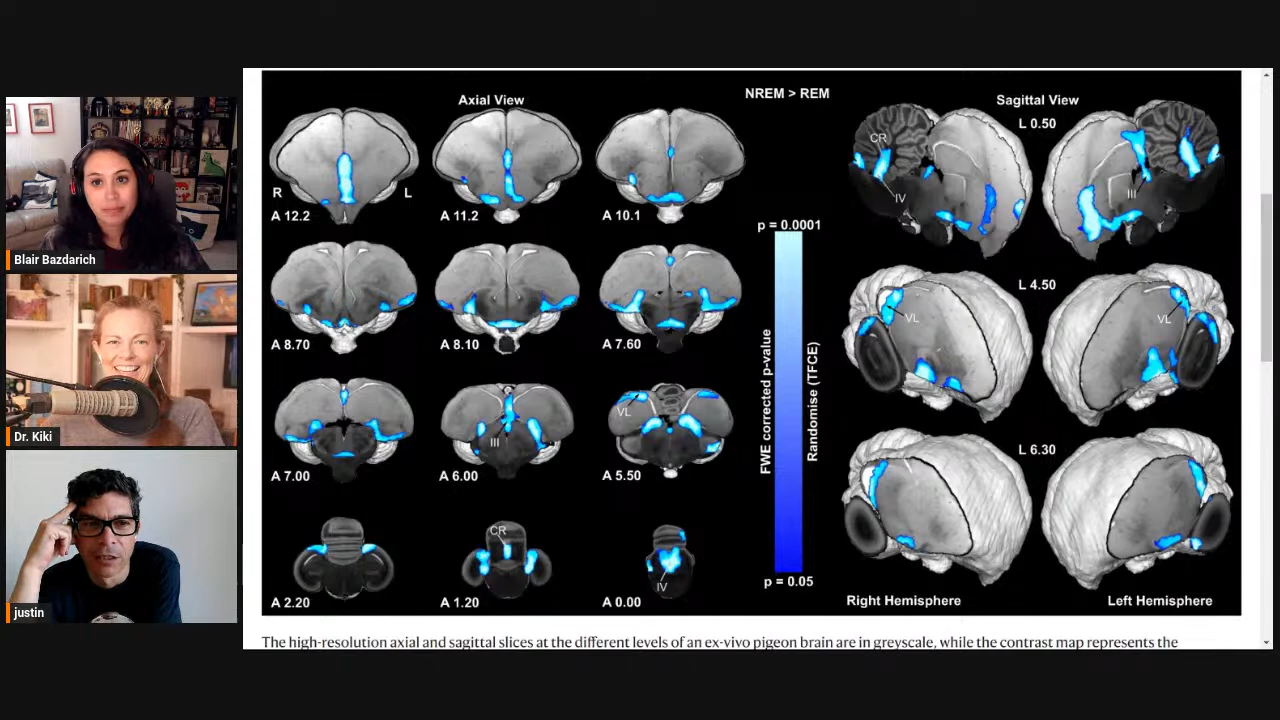 Blair Bazdarich
Dr. Kiki
justin
Axial View
NREM > REM
Sagittal View
L 0.50
R
L
A 12.2
A 11.2
A 10.1
CR
IV
III
p = 0.0001
A 8.70
A 8.10
A 7.60
L 4.50
VL
VL
FWE corrected p-value
Randomise (TFCE)
III
VL
A 7.00
A 6.00
A 5.50
L 6.30
CR
IV
p = 0.05
A 2.20
A 1.20
A 0.00
Right Hemisphere
Left Hemisphere
The high-resolution axial and sagittal slices at the different levels of an ex-vivo pigeon brain are in greyscale, while the contrast map represents the